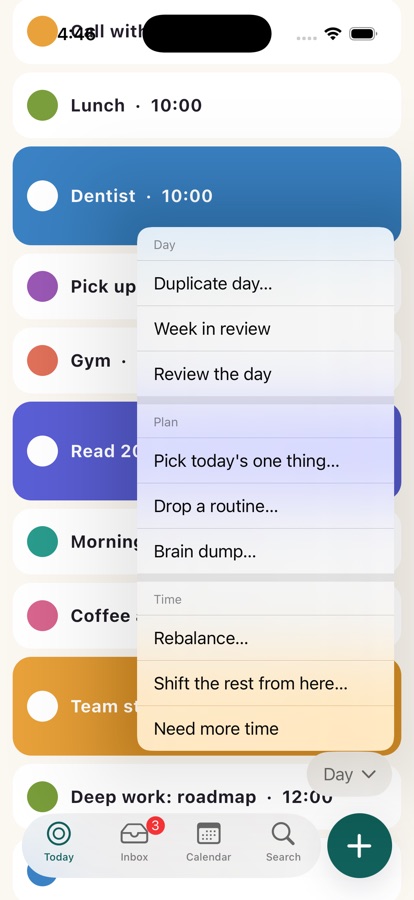 Call with
4:46
Lunch · 10:00
Dentist · 10:00
Day
Duplicate day...
Pick up
Week in review
Gym ·
Review the day
Plan
Read 20
Pick today's one thing...
Drop a routine...
Morning
Brain dump...
Time
Coffee
Rebalance...
Shift the rest from here...
Team st
Need more time
Day
Deep work: roadmap · 12:00
3
Today
Inbox
Calendar
Search